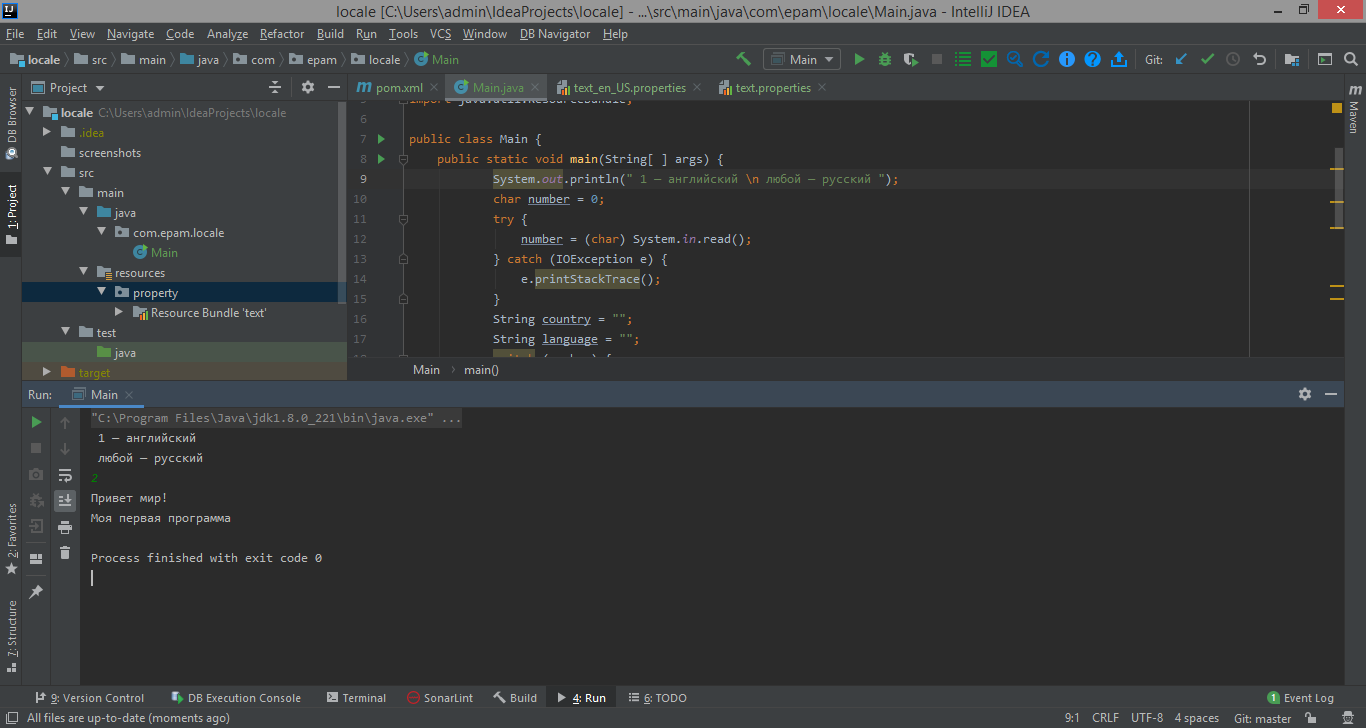 locale [C:\Users\admin\IdeaProjects\locale] - ...\src\main\java\com\epam\locale\Main.java - IntelliJ IDEA
File Edit View Navigate Code Analyze Refactor Build Run Tools VCS Window DB Navigator Help
locale src main java com epam locale Main Main Git:
Project pom.xml Main.java text_en_US.properties text.properties
DB Browser
1: Project
2: Favorites
7: Structure
m Maven
locale C:\Users\admin\IdeaProjects\locale
.idea
screenshots
src
main
java
com.epam.locale
Main
resources
property
Resource Bundle 'text'
test
java
target
6
7 public class Main {
8 public static void main(String[ ] args) {
9 System.out.println(" 1 – английский \n любой – русский ");
10 char number = 0;
11 try {
12 number = (char) System.in.read();
13 } catch (IOException e) {
14 e.printStackTrace();
15 }
16 String country = "";
17 String language = "";
Main main()
Run: Main
"C:\Program Files\Java\jdk1.8.0_221\bin\java.exe" ...
1 – английский
любой – русский
2
Привет мир!
Моя первая программа
Process finished with exit code 0
9: Version Control DB Execution Console Terminal SonarLint Build 4: Run 6: TODO 1 Event Log
All files are up-to-date (moments ago) 9:1 CRLF UTF-8 4 spaces Git: master